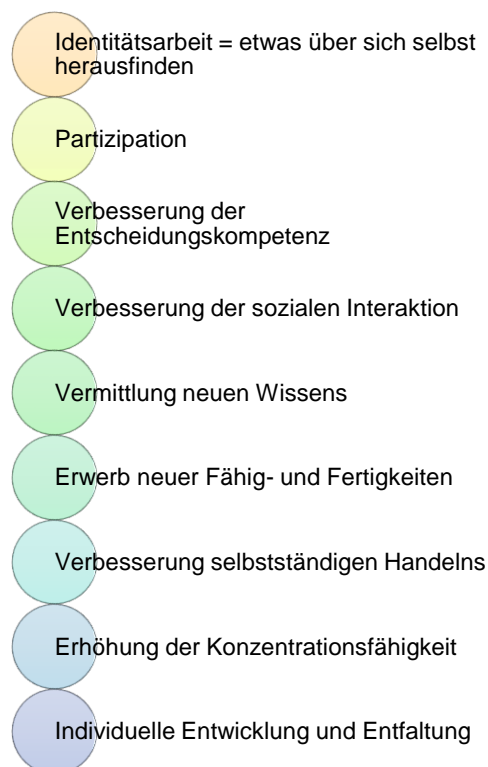 Identitätsarbeit = etwas über sich selbst
herausfinden
Partizipation
Verbesserung der
Entscheidungskompetenz
Verbesserung der sozialen Interaktion
Vermittlung neuen Wissens
Erwerb neuer Fähig- und Fertigkeiten
Verbesserung selbstständigen Handelns
Erhöhung der Konzentrationsfähigkeit
Individuelle Entwicklung und Entfaltung